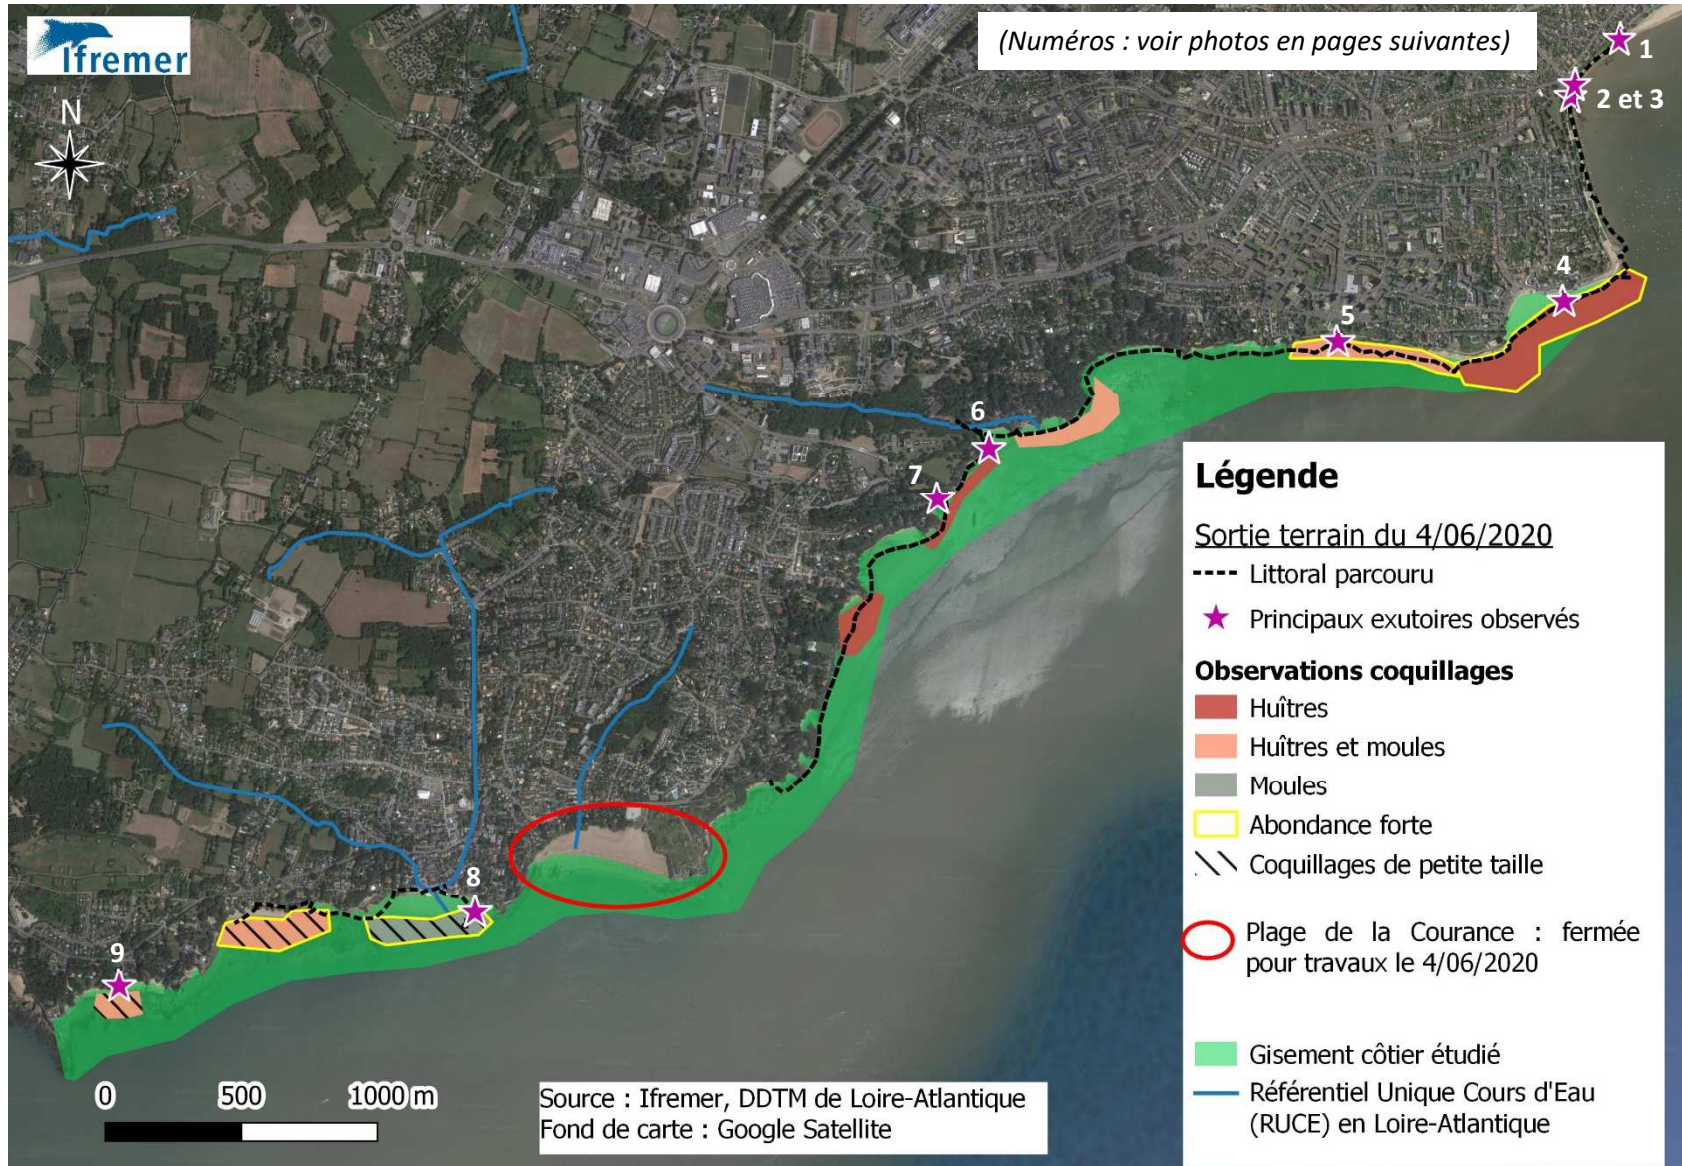 Ifremer
(Numéros : voir photos en pages suivantes)
N
1
2 et 3
4
5
6
7
8
9
Légende
Sortie terrain du 4/06/2020
Littoral parcouru
Principaux exutoires observés
Observations coquillages
Huîtres
Huîtres et moules
Moules
Abondance forte
Coquillages de petite taille
Plage de la Courance : fermée
pour travaux le 4/06/2020
Gisement côtier étudié
Référentiel Unique Cours d'Eau
(RUCE) en Loire-Atlantique
0 500 1000 m
Source : Ifremer, DDTM de Loire-Atlantique
Fond de carte : Google Satellite